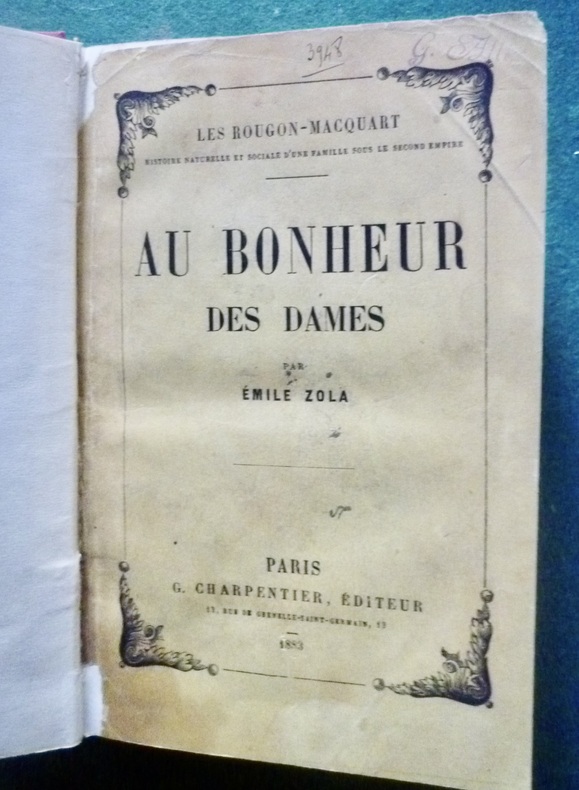 3948
LES ROUGON-MACQUART
HISTOIRE NATURELLE ET SOCIALE D'UNE FAMILLE SOUS LE SECOND EMPIRE
AU BONHEUR
DES DAMES
PAR
ÉMILE ZOLA
PARIS
G. CHARPENTIER, ÉDITEUR
13, RUE DE GRENELLE-SAINT-GERMAIN, 13
1883